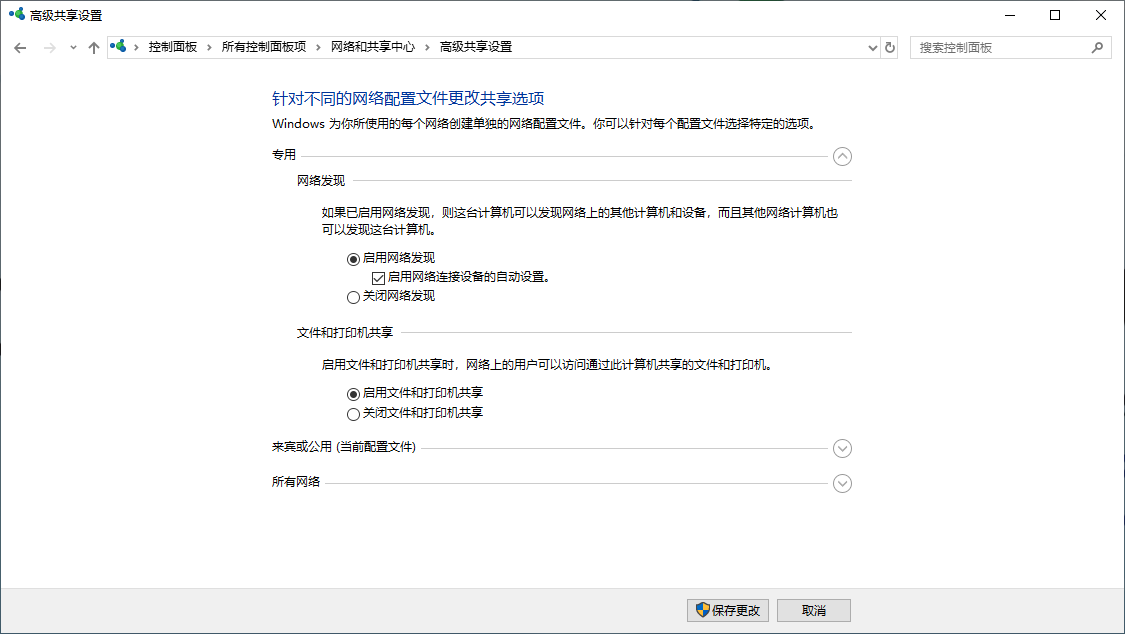 高级共享设置
控制面板 所有控制面板项 网络和共享中心 高级共享设置
搜索控制面板
针对不同的网络配置文件更改共享选项
Windows 为你所使用的每个网络创建单独的网络配置文件。你可以针对每个配置文件选择特定的选项。
专用
网络发现
如果已启用网络发现，则这台计算机可以发现网络上的其他计算机和设备，而且其他网络计算机也
可以发现这台计算机。
启用网络发现
启用网络连接设备的自动设置。
关闭网络发现
文件和打印机共享
启用文件和打印机共享时，网络上的用户可以访问通过此计算机共享的文件和打印机。
启用文件和打印机共享
关闭文件和打印机共享
来宾或公用 (当前配置文件)
所有网络
保存更改
取消